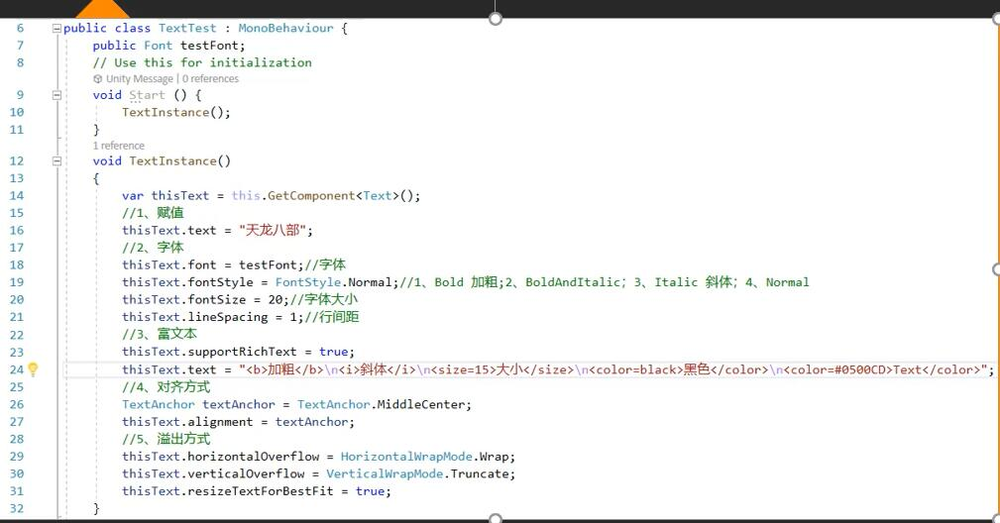 6 public class TextTest : MonoBehaviour {
7 public Font testFont;
8 // Use this for initialization
Unity Message | 0 references
9 void Start () {
10 TextInstance();
11 }
1 reference
12 void TextInstance()
13 {
14 var thisText = this.GetComponent<Text>();
15 //1、赋值
16 thisText.text = "天龙八部";
17 //2、字体
18 thisText.font = testFont;//字体
19 thisText.fontStyle = FontStyle.Normal;//1、Bold 加粗;2、BoldAndItalic; 3、Italic 斜体; 4、Normal
20 thisText.fontSize = 20;//字体大小
21 thisText.lineSpacing = 1;//行间距
22 //3、富文本
23 thisText.supportRichText = true;
24 thisText.text = "<b>加粗</b>\n<i>斜体</i>\n<size=15>大小</size>\n<color=black>黑色</color>\n<color=#0500CD>Text</color>";
25 //4、对齐方式
26 TextAnchor textAnchor = TextAnchor.MiddleCenter;
27 thisText.alignment = textAnchor;
28 //5、溢出方式
29 thisText.horizontalOverflow = HorizontalWrapMode.Wrap;
30 thisText.verticalOverflow = VerticalWrapMode.Truncate;
31 thisText.resizeTextForBestFit = true;
32 }